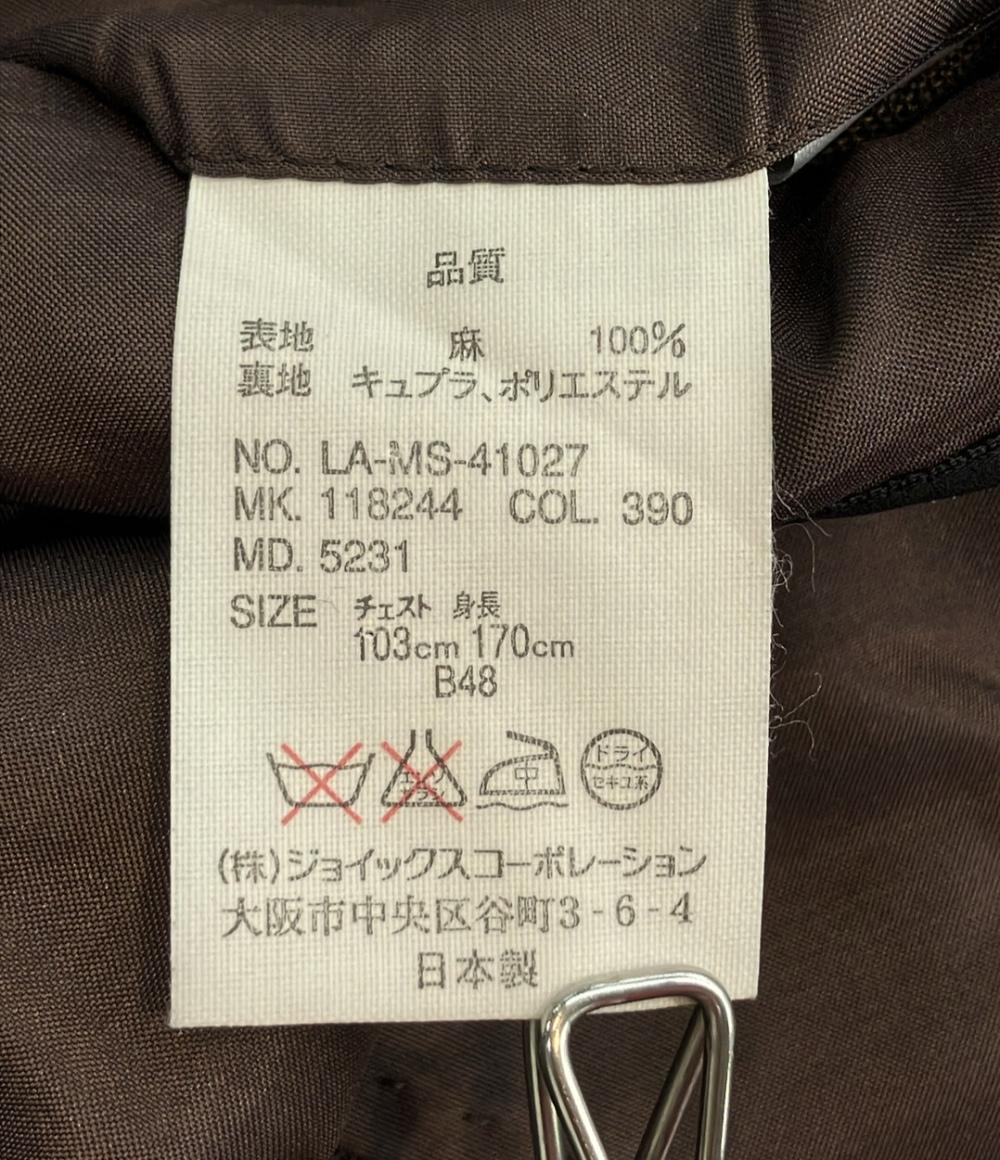 品質
表地 麻 100%
裏地 キュプラ、ポリエステル
NO. LA-MS-41027
MK. 118244 COL. 390
MD. 5231
SIZE チェスト 身長
103cm 170cm
B48
中
ドライ
セキユ系
(株)ジョイックスコーポレーション
大阪市中央区谷町3-6-4
日本製